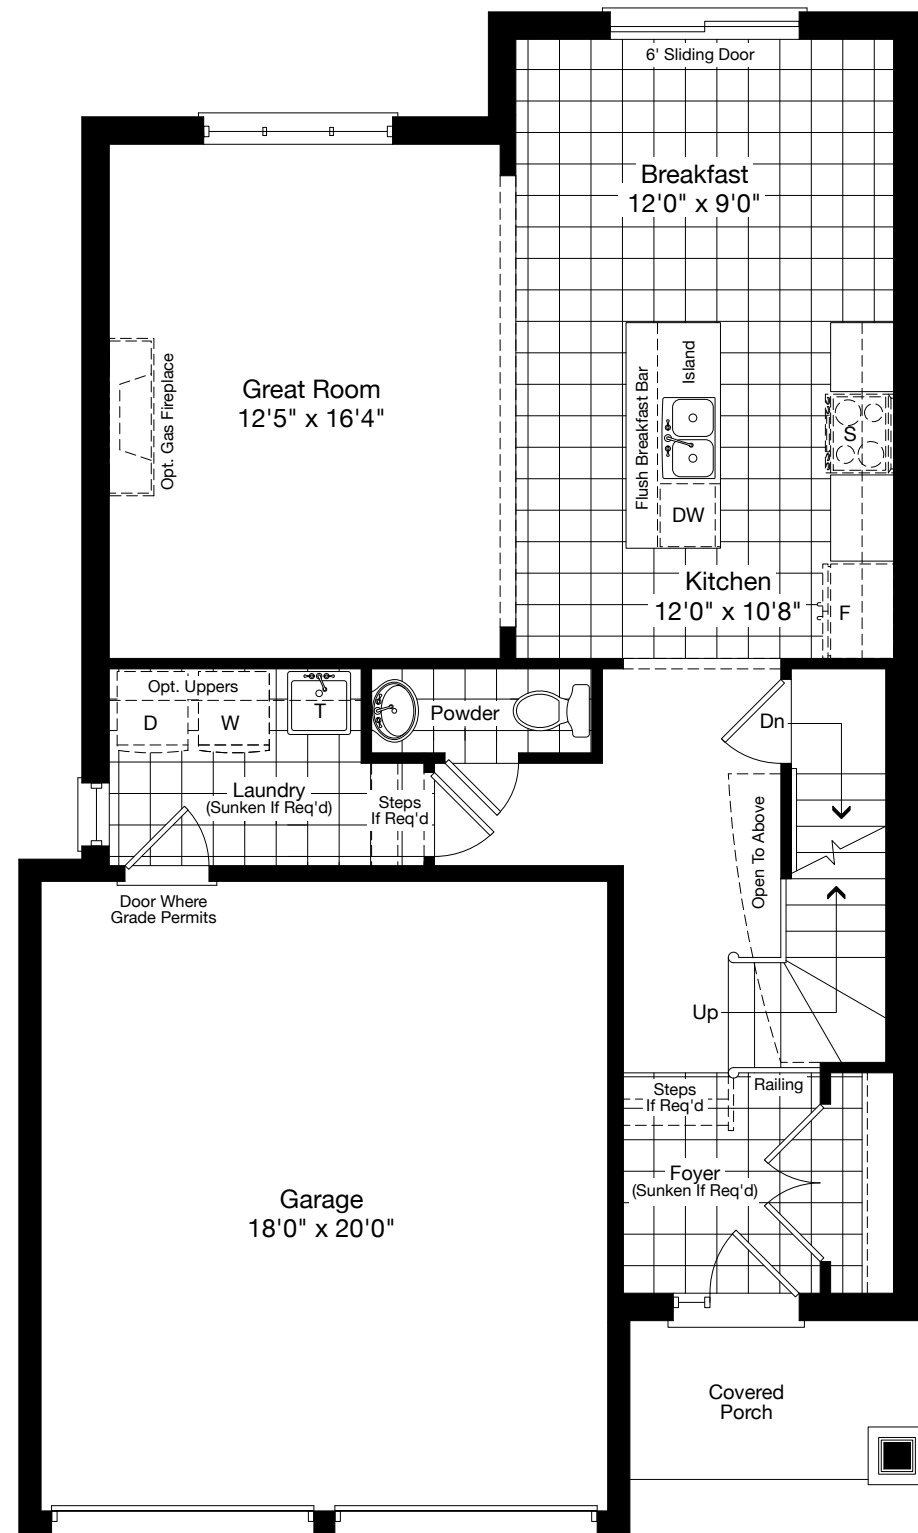 6' Sliding Door
Breakfast
12'0" x 9'0"
Great Room
12'5" x 16'4"
Opt. Gas Fireplace
Flush Breakfast Bar
Island
S
DW
Kitchen
12'0" x 10'8"
F
Opt. Uppers
D
W
T
Powder
Dn
Laundry
(Sunken If Req'd)
Steps
If Req'd
Open To Above
Door Where
Grade Permits
Up
Steps
If Req'd
Railing
Foyer
(Sunken If Req'd)
Garage
18'0" x 20'0"
Covered
Porch